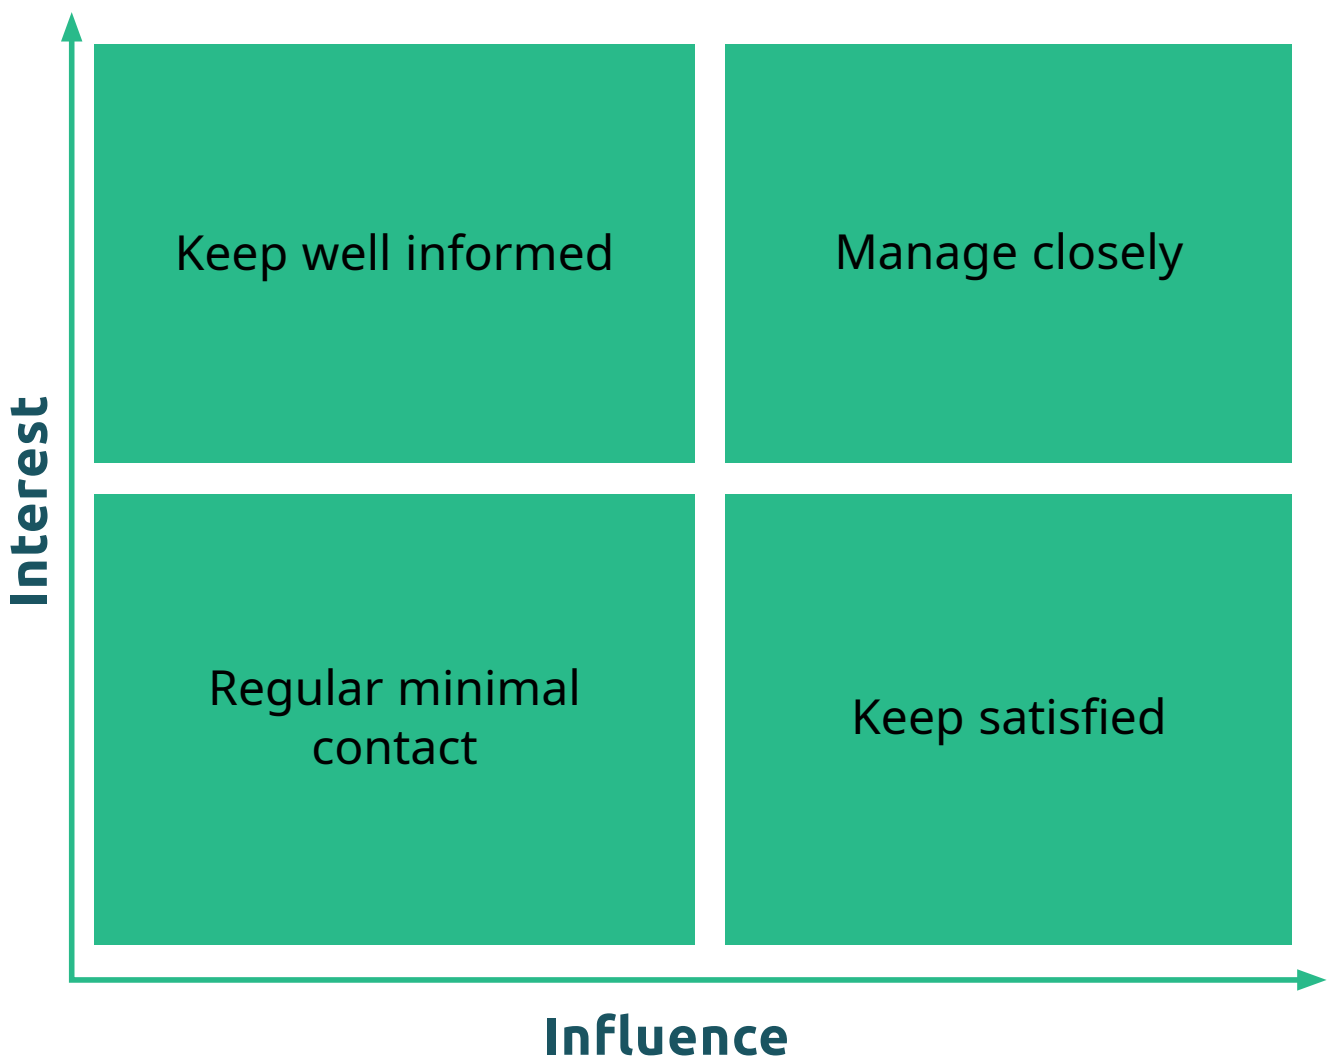 Keep well informed
Manage closely
Interest
Regular minimal
contact
Keep satisfied
Influence